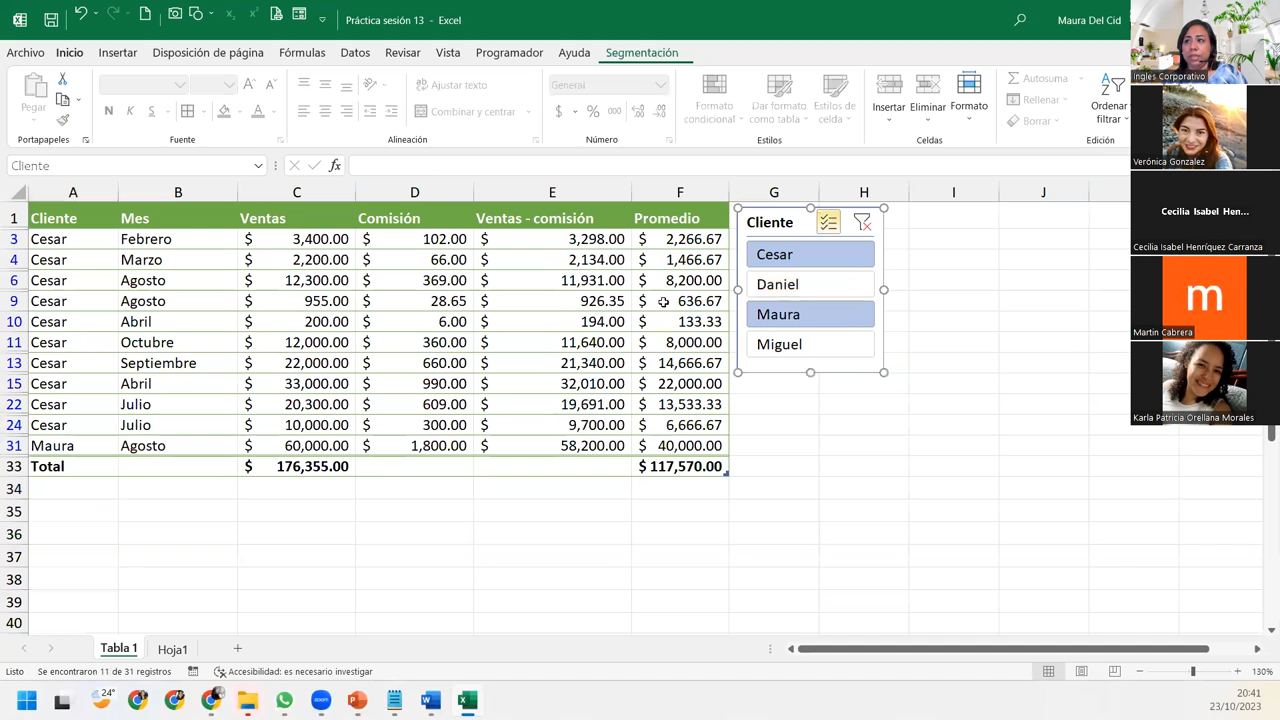 Práctica sesión 13 - Excel
Maura Del Cid
Archivo Inicio Insertar Disposición de página Fórmulas Datos Revisar Vista Programador Ayuda Segmentación
Pegar
N K S
Ajustar texto
Combinar y centrar
General
$ % 000
Formato condicional
Dar formato como tabla
Estilos de celda
Insertar Eliminar Formato
Autosuma
Rellenar
Borrar
Ordenar filtrar
Portapapeles Fuente Alineación Número Estilos Celdas Edición
Cliente fx
A B C D E F G H I J
1 Cliente Mes Ventas Comisión Ventas - comisión Promedio
3 Cesar Febrero $ 3,400.00 $ 102.00 $ 3,298.00 $ 2,266.67
4 Cesar Marzo $ 2,200.00 $ 66.00 $ 2,134.00 $ 1,466.67
6 Cesar Agosto $ 12,300.00 $ 369.00 $ 11,931.00 $ 8,200.00
9 Cesar Agosto $ 955.00 $ 28.65 $ 926.35 $ 636.67
10 Cesar Abril $ 200.00 $ 6.00 $ 194.00 $ 133.33
11 Cesar Octubre $ 12,000.00 $ 360.00 $ 11,640.00 $ 8,000.00
13 Cesar Septiembre $ 22,000.00 $ 660.00 $ 21,340.00 $ 14,666.67
15 Cesar Abril $ 33,000.00 $ 990.00 $ 32,010.00 $ 22,000.00
22 Cesar Julio $ 20,300.00 $ 609.00 $ 19,691.00 $ 13,533.33
24 Cesar Julio $ 10,000.00 $ 300.00 $ 9,700.00 $ 6,666.67
31 Maura Agosto $ 60,000.00 $ 1,800.00 $ 58,200.00 $ 40,000.00
33 Total $ 176,355.00 $ 117,570.00
34
35
36
37
38
39
40
Cliente
Cesar
Daniel
Maura
Miguel
Ingles Corporativo
Verónica Gonzalez
Cecilia Isabel Hen...
Cecilia Isabel Henríquez Carranza
m
Martin Cabrera
Karla Patricia Orellana Morales
Tabla 1 Hoja1
Listo Se encontraron 11 de 31 registros Accesibilidad: es necesario investigar 130%
24°
zoom
20:41
23/10/2023